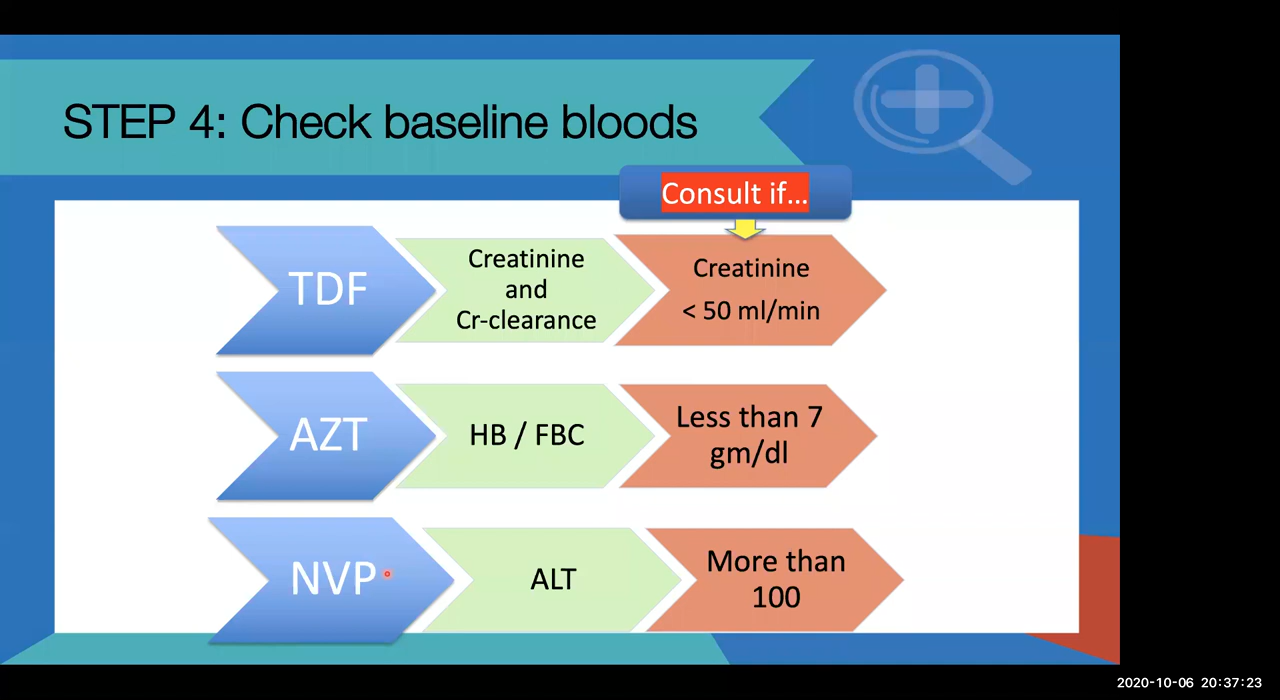 STEP 4: Check baseline bloods
Consult if...
TDF
Creatinine
and
Cr-clearance
Creatinine
< 50 ml/min
AZT
HB / FBC
Less than 7
gm/dl
NVP
ALT
More than
100
2020-10-06 20:37:23